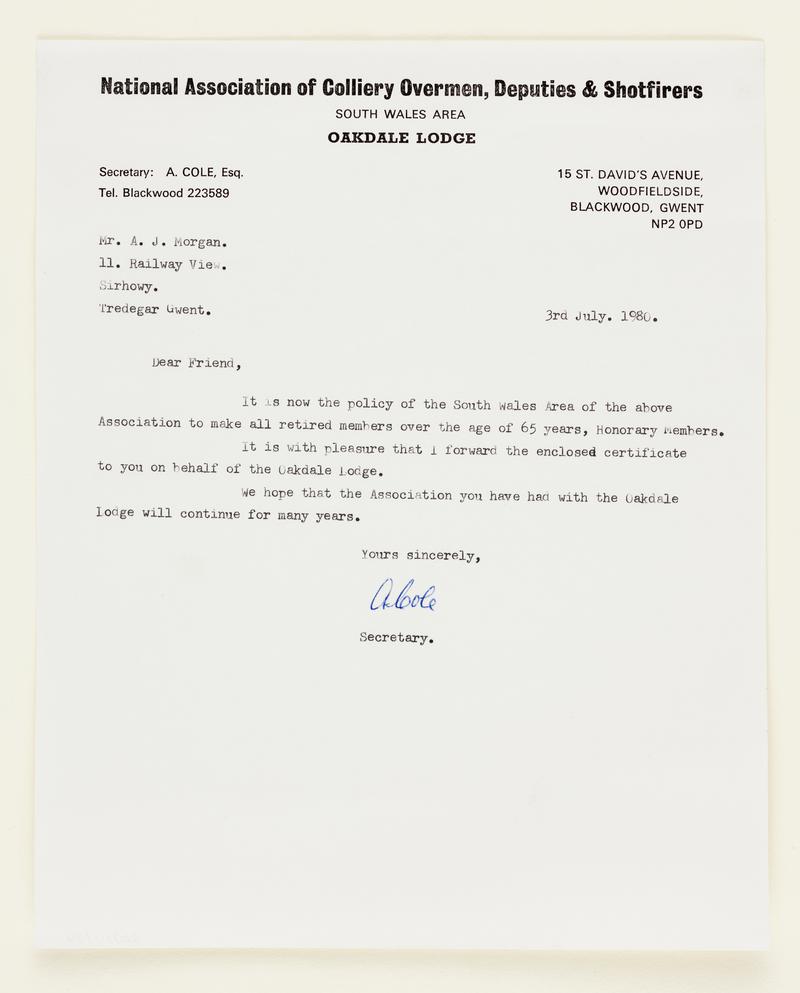 National Association of Colliery Overmen, Deputies & Shotfirers
SOUTH WALES AREA
OAKDALE LODGE
Secretary: A. COLE, Esq.
Tel. Blackwood 223589
15 ST. DAVID'S AVENUE,
WOODFIELDSIDE,
BLACKWOOD, GWENT
NP2 0PD
Mr. A. J. Morgan.
11. Railway View.
Sirhowy.
Tredegar Gwent.
3rd July. 1980.
Dear Friend,
It is now the policy of the South Wales Area of the above
Association to make all retired members over the age of 65 years, Honorary Members.
It is with pleasure that I forward the enclosed certificate
to you on behalf of the Oakdale Lodge.
We hope that the Association you have had with the Oakdale
Lodge will continue for many years.
Yours sincerely,
A Cole
Secretary.